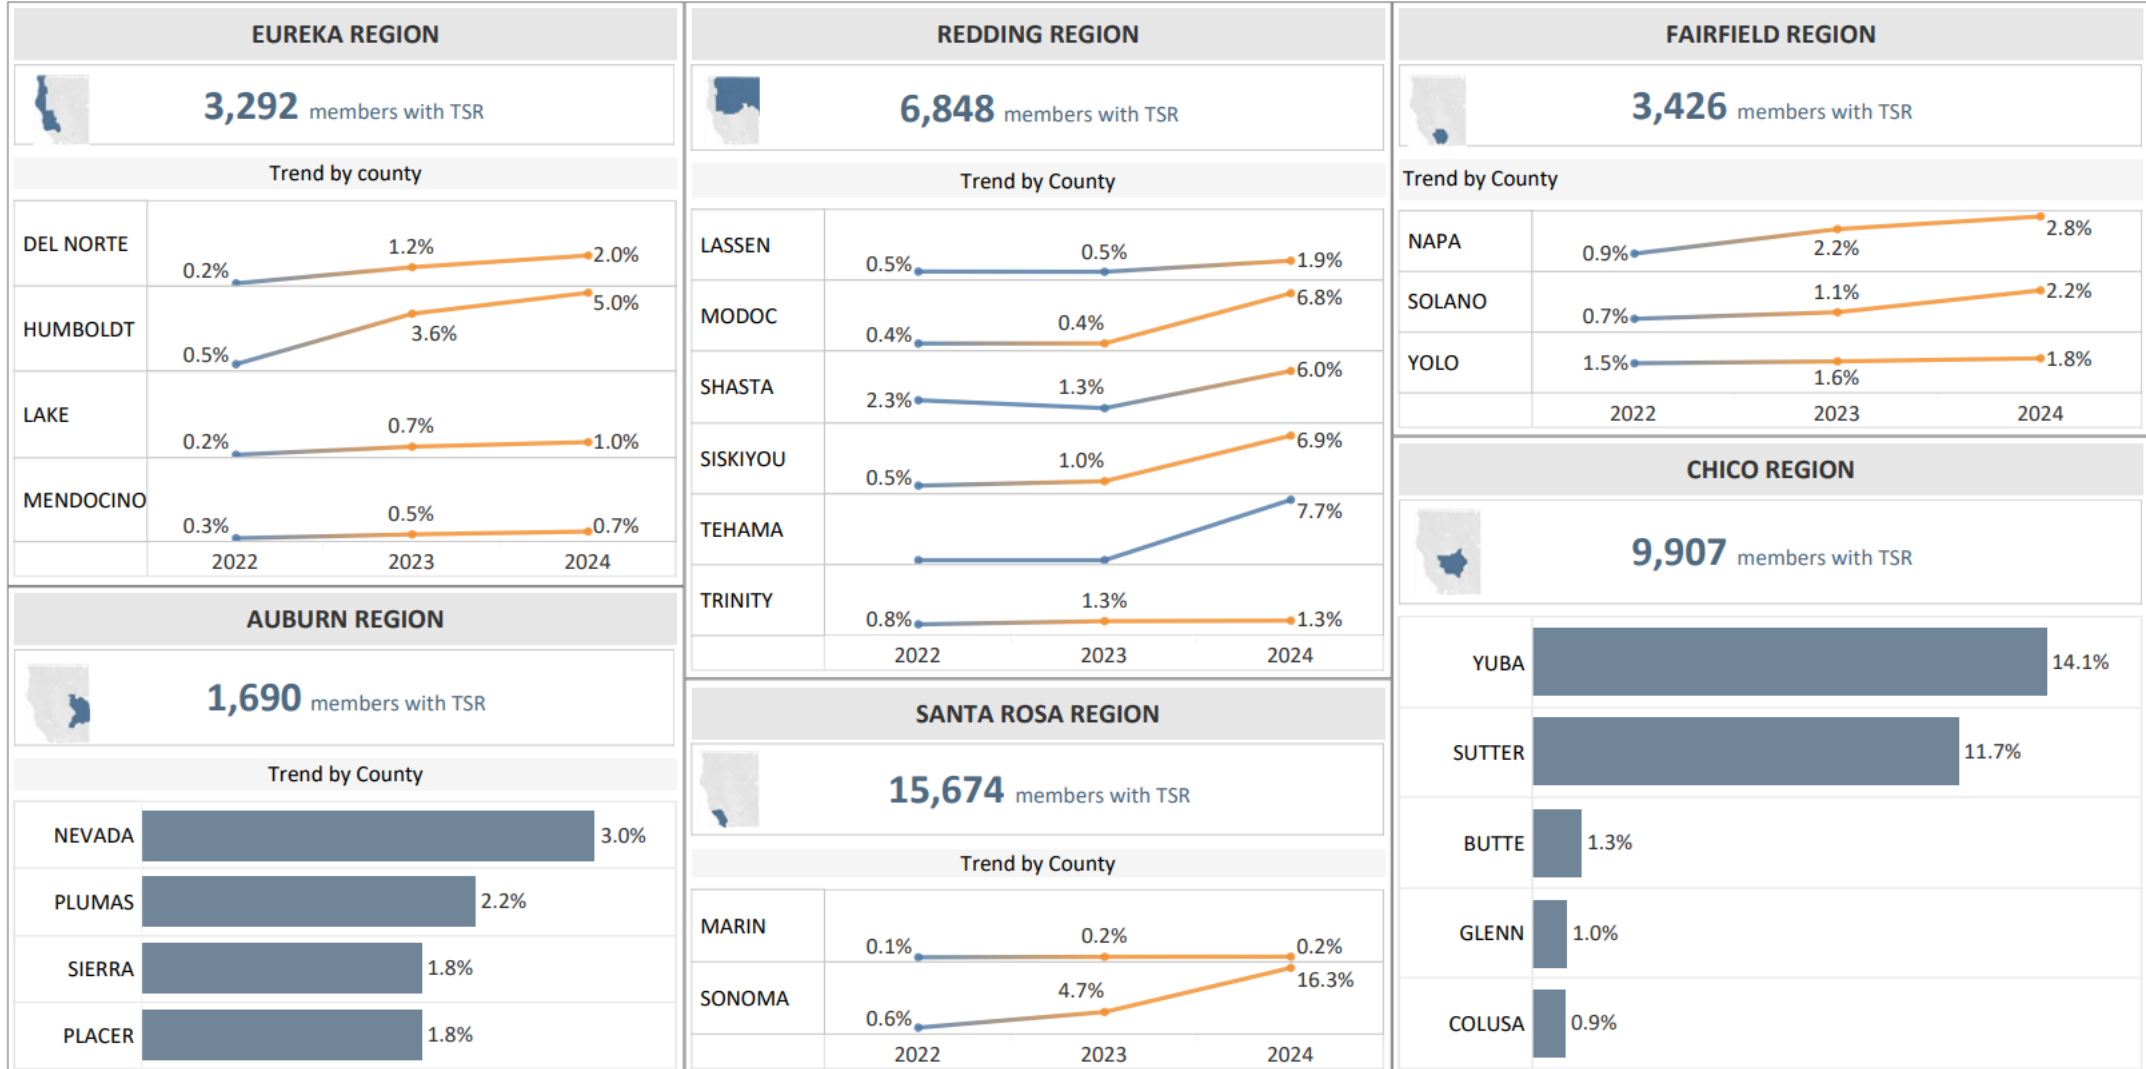 EUREKA REGION
3,292 members with TSR
Trend by county
DEL NORTE
0.2%
1.2%
2.0%
HUMBOLDT
0.5%
3.6%
5.0%
LAKE
0.2%
0.7%
1.0%
MENDOCINO
0.3%
0.5%
0.7%
2022 2023 2024
AUBURN REGION
1,690 members with TSR
Trend by County
NEVADA 3.0%
PLUMAS 2.2%
SIERRA 1.8%
PLACER 1.8%
REDDING REGION
6,848 members with TSR
Trend by County
LASSEN
0.5%
0.5%
1.9%
MODOC
0.4%
0.4%
6.8%
SHASTA
2.3%
1.3%
6.0%
SISKIYOU
0.5%
1.0%
6.9%
TEHAMA
7.7%
TRINITY
0.8%
1.3%
1.3%
2022 2023 2024
SANTA ROSA REGION
15,674 members with TSR
Trend by County
MARIN
0.1%
0.2%
0.2%
SONOMA
0.6%
4.7%
16.3%
2022 2023 2024
FAIRFIELD REGION
3,426 members with TSR
Trend by County
NAPA
0.9%
2.2%
2.8%
SOLANO
0.7%
1.1%
2.2%
YOLO
1.5%
1.6%
1.8%
2022 2023 2024
CHICO REGION
9,907 members with TSR
YUBA 14.1%
SUTTER 11.7%
BUTTE 1.3%
GLENN 1.0%
COLUSA 0.9%